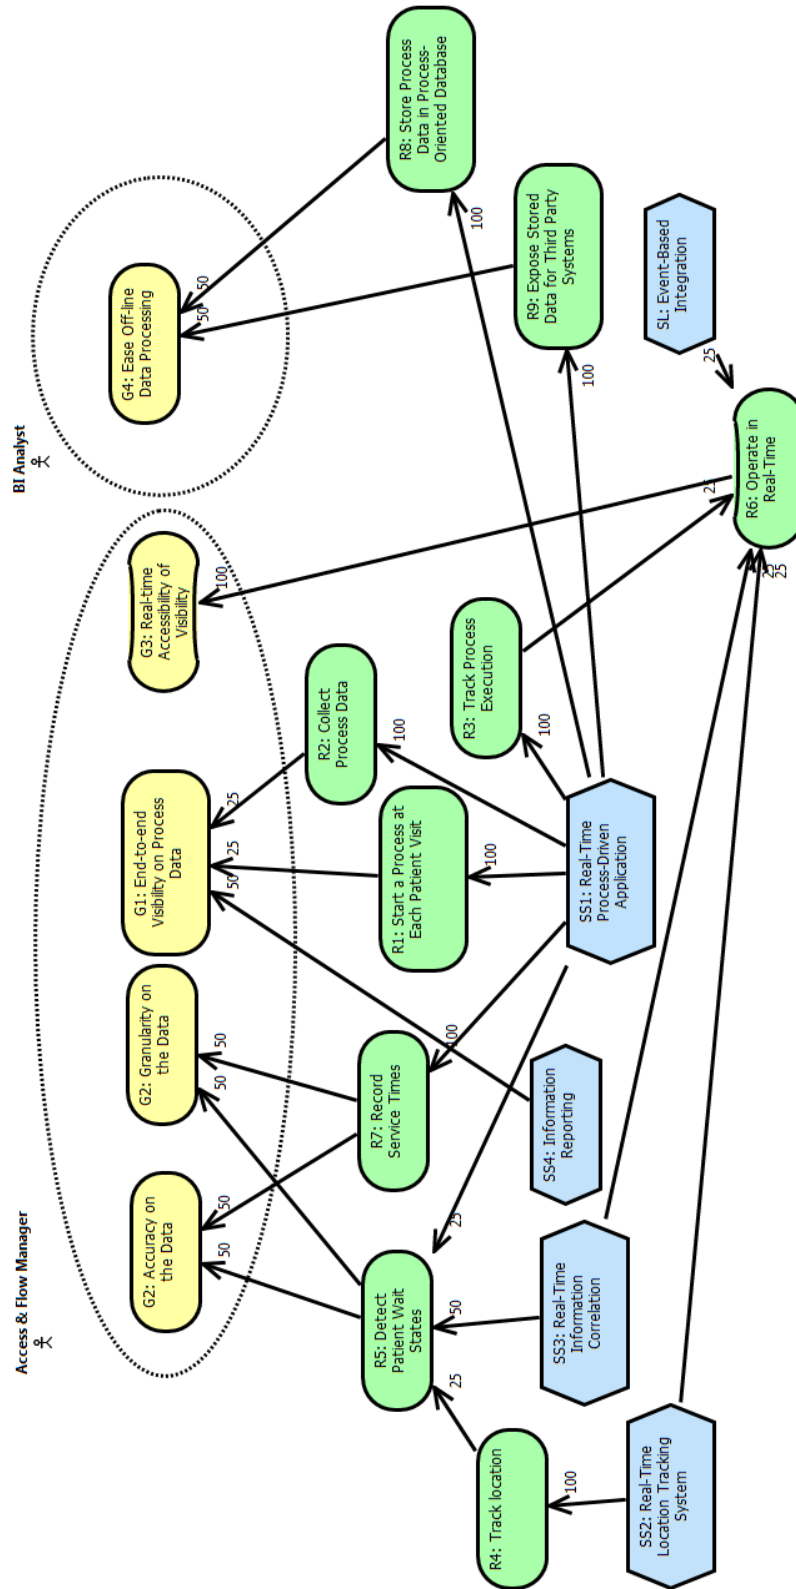 Access & Flow Manager
BI Analyst
G2: Accuracy on
the Data
G2: Granularity on
the Data
G1: End-to-end
Visibility on Process
Data
G3: Real-time
Accessibility of
Visibility
G4: Ease Off-line
Data Processing
50
50
50
50
50
25
25
100
50
50
R5: Detect
Patient Wait
States
R7: Record
Service Times
R1: Start a Process at
Each Patient Visit
R2: Collect
Process Data
R8: Store Process
Data in Process-
Oriented Database
25
50
25
100
100
100
100
R4: Track location
R3: Track Process
Execution
R9: Expose Stored
Data for Third Party
Systems
100
100
100
SS3: Real-Time
Information
Correlation
SS4: Information
Reporting
SS1: Real-Time
Process-Driven
Application
SS2: Real-Time
Location Tracking
System
SL: Event-Based
Integration
25
25
25
25
R6: Operate in
Real-Time